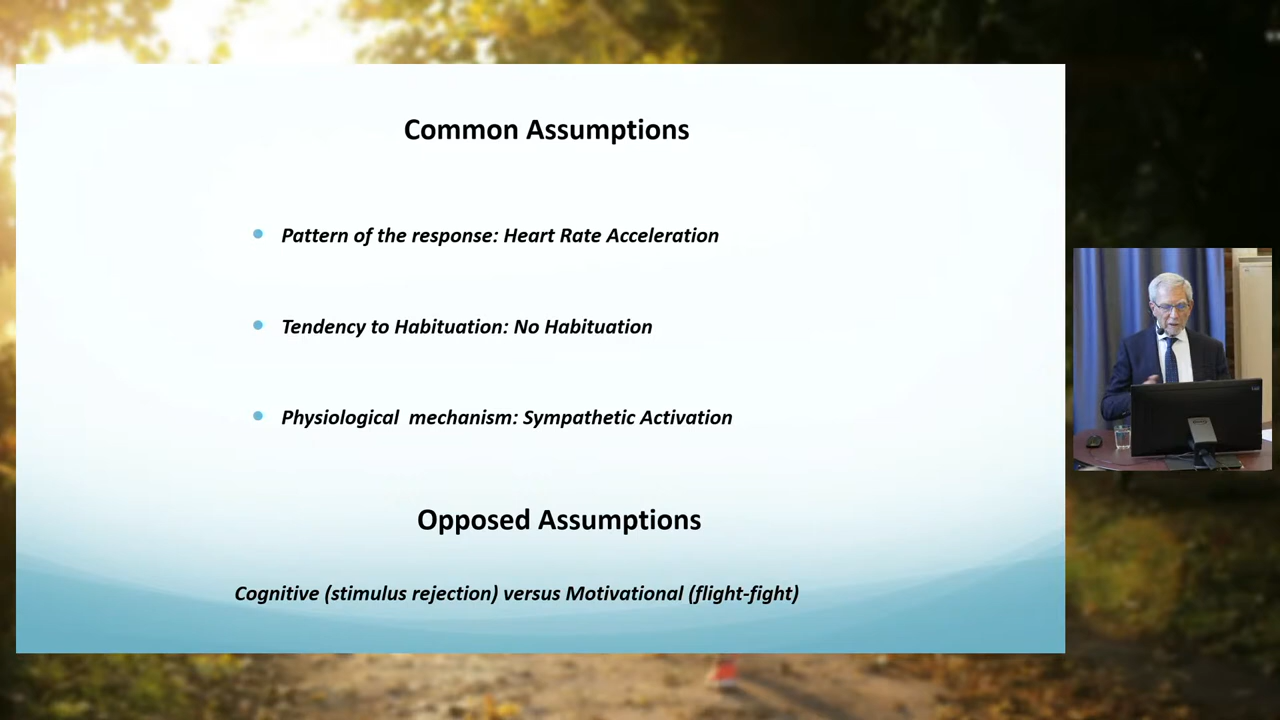 Common Assumptions
Pattern of the response: Heart Rate Acceleration
Tendency to Habituation: No Habituation
Physiological mechanism: Sympathetic Activation
Opposed Assumptions
Cognitive (stimulus rejection) versus Motivational (flight-fight)